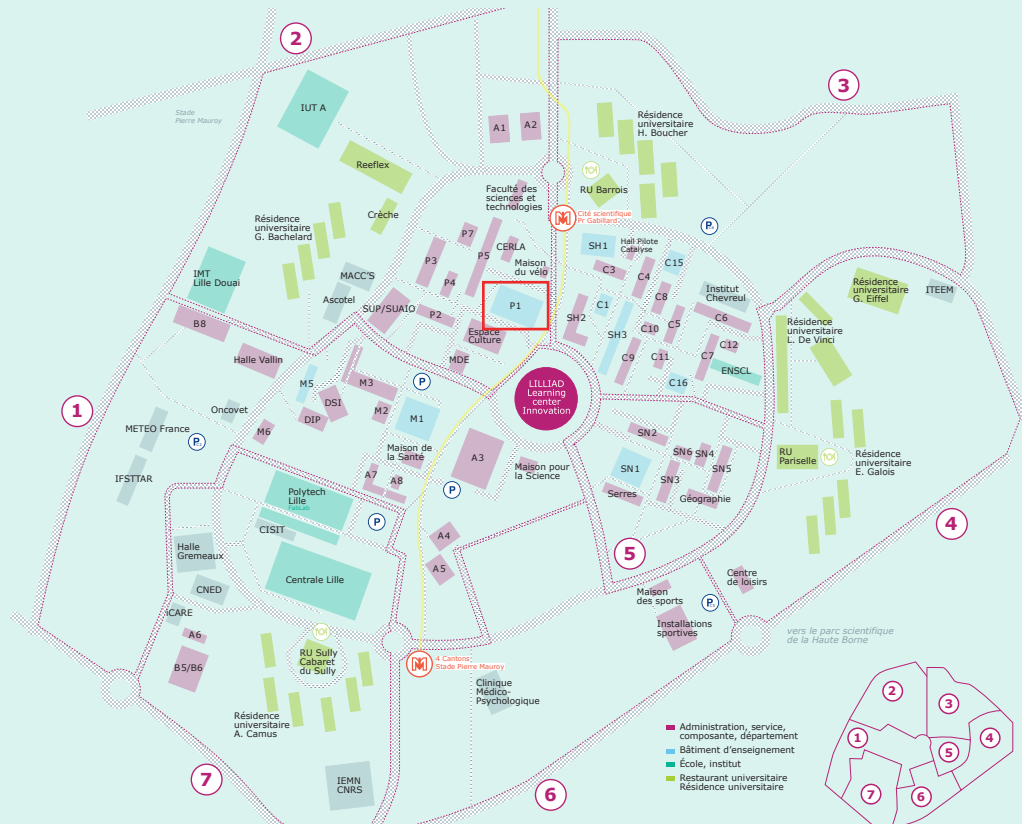 2
3
Stade
Pierre Mauroy
IUT A
A1
A2
Résidence
universitaire
H. Boucher
Reeflex
RU Barrois
Faculté des
sciences et
technologies
Crèche
Cité scientifique
Pr Gabillard
Résidence
universitaire
G. Bachelard
P7
P3
P5
CERLA
P4
Maison
du vélo
SH1
Hall Pilote
Catalyse
C15
C3
C4
IMT
Lille Douai
MACC'S
Ascotel
SUP/SUAIO
P2
P1
Espace
Culture
MDE
SH2
C1
C8
SH3
C10
C5
C6
Institut
Chevreul
C9
C11
C7
C12
ENSCL
C16
Résidence
universitaire
G. Eiffel
ITEEM
Résidence
universitaire
L. De Vinci
B8
Halle Vallin
M5
M3
P
DSI
DIP
M2
M1
M6
Oncovet
LILLIAD
Learning
center
Innovation
1
METEO France
P
IFSTTAR
Maison de
la Santé
A7
A8
A3
P
Maison pour
la Science
SN2
SN6
SN4
SN1
SN3
SN5
Serres
Géographie
RU
Pariselle
Résidence
universitaire
E. Galois
Polytech
Lille
FabLab
P
CISIT
Halle
Gremeaux
Centrale Lille
A4
A5
5
4
CNED
iCARE
A6
B5/B6
Maison
des sports
Centre
de loisirs
Installations
sportives
vers le parc scientifique
de la Haute Borne
RU Sully
Cabaret
du Sully
4 Cantons
Stade Pierre Mauroy
Clinique
Médico-
Psychologique
Résidence
universitaire
A. Camus
IEMN
CNRS
7
6
Administration, service,
composante, département
Bâtiment d'enseignement
École, institut
Restaurant universitaire
Résidence universitaire
2
3
1
4
5
7
6